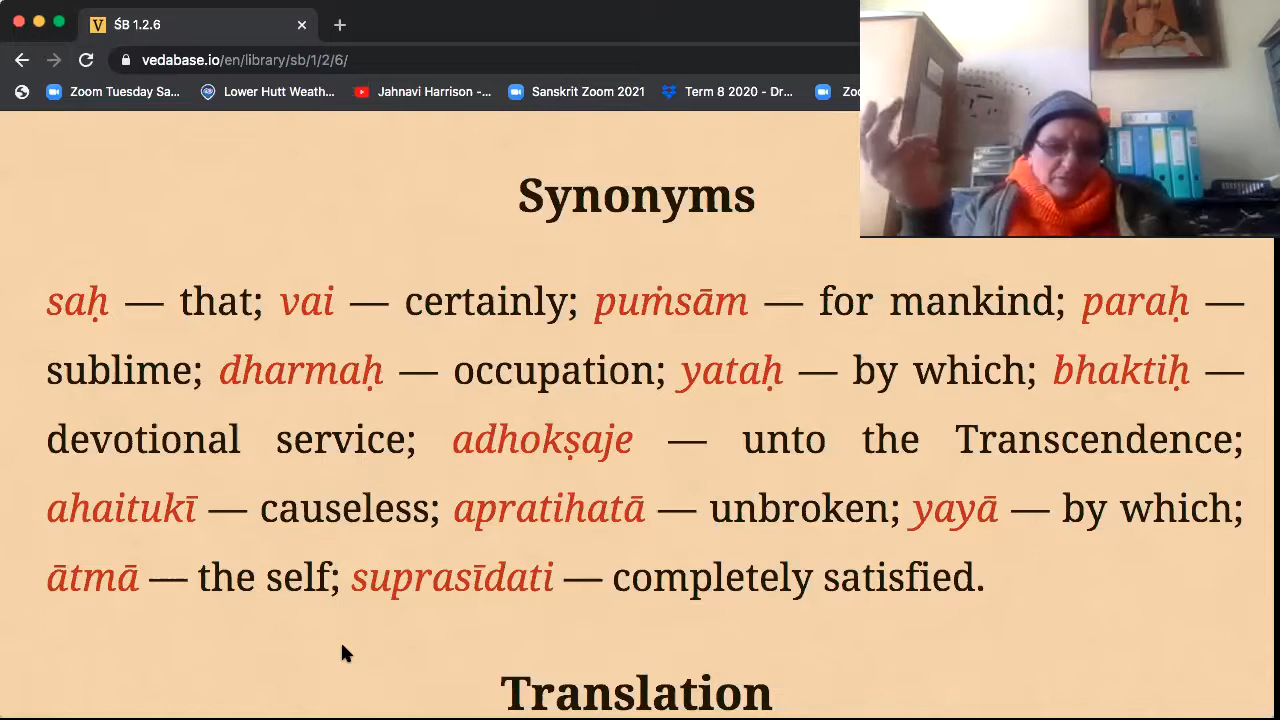 ŚB 1.2.6
vedabase.io/en/library/sb/1/2/6/
Zoom Tuesday Sa... Lower Hutt Weath... Jahnavi Harrison -... Sanskrit Zoom 2021 Term 8 2020 - Dr... Zoo
Synonyms
saḥ — that; vai — certainly; puṁsām — for mankind; paraḥ —
sublime; dharmaḥ — occupation; yataḥ — by which; bhaktiḥ —
devotional service; adhokṣaje — unto the Transcendence;
ahaitukī — causeless; apratihatā — unbroken; yayā — by which;
ātmā — the self; suprasīdati — completely satisfied.
Translation